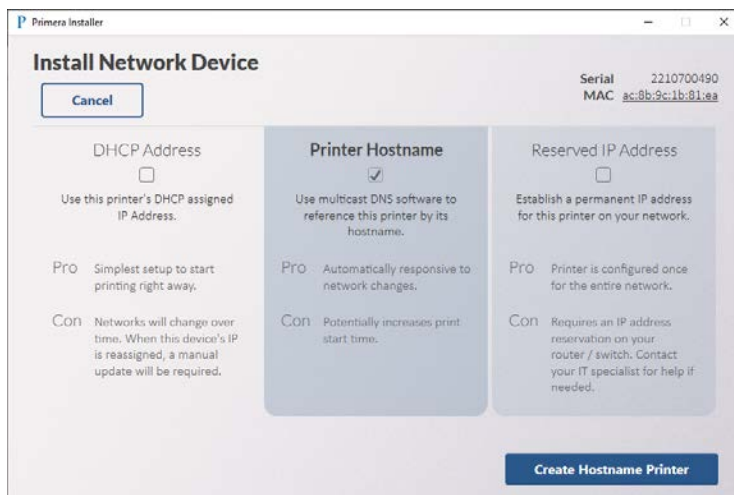 P Primera Installer
Install Network Device
Cancel
Serial 2210700490
MAC ac:8b:9c:1b:81:ea
DHCP Address
Use this printer's DHCP assigned
IP Address.
Pro Simplest setup to start
printing right away.
Con Networks will change over
time. When this device's IP
is reassigned, a manual
update will be required.
Printer Hostname
Use multicast DNS software to
reference this printer by its
hostname.
Pro Automatically responsive to
network changes.
Con Potentially increases print
start time.
Reserved IP Address
Establish a permanent IP address
for this printer on your network.
Pro Printer is configured once
for the entire network.
Con Requires an IP address
reservation on your
router / switch. Contact
your IT specialist for help if
needed.
Create Hostname Printer